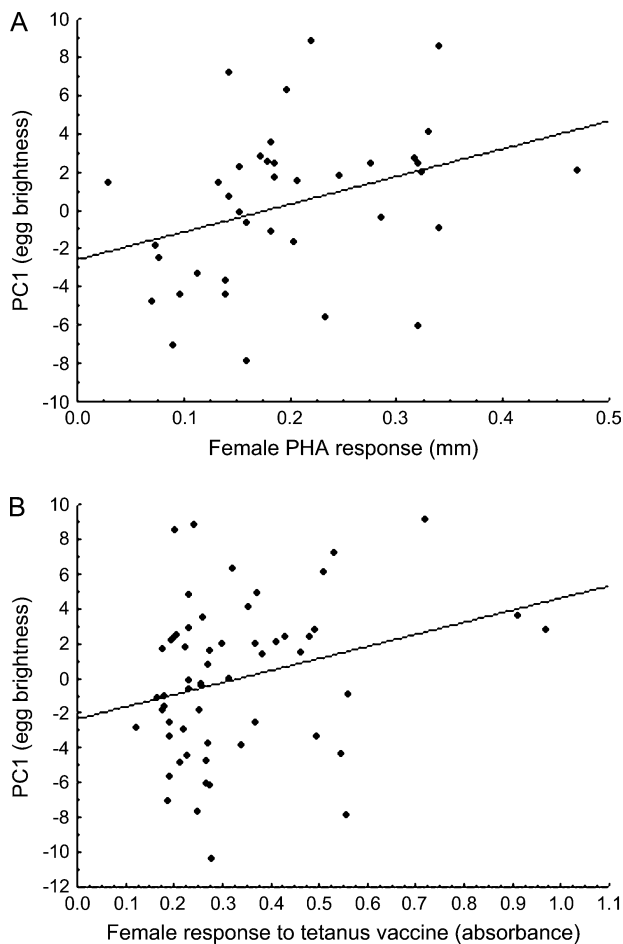 A
10
8
6
4
2
0
-2
-4
-6
-8
-10
PC1 (egg brightness)
0.0 0.1 0.2 0.3 0.4 0.5
Female PHA response (mm)
B
10
8
6
4
2
0
-2
-4
-6
-8
-10
-12
PC1 (egg brightness)
0.0 0.1 0.2 0.3 0.4 0.5 0.6 0.7 0.8 0.9 1.0 1.1
Female response to tetanus vaccine (absorbance)